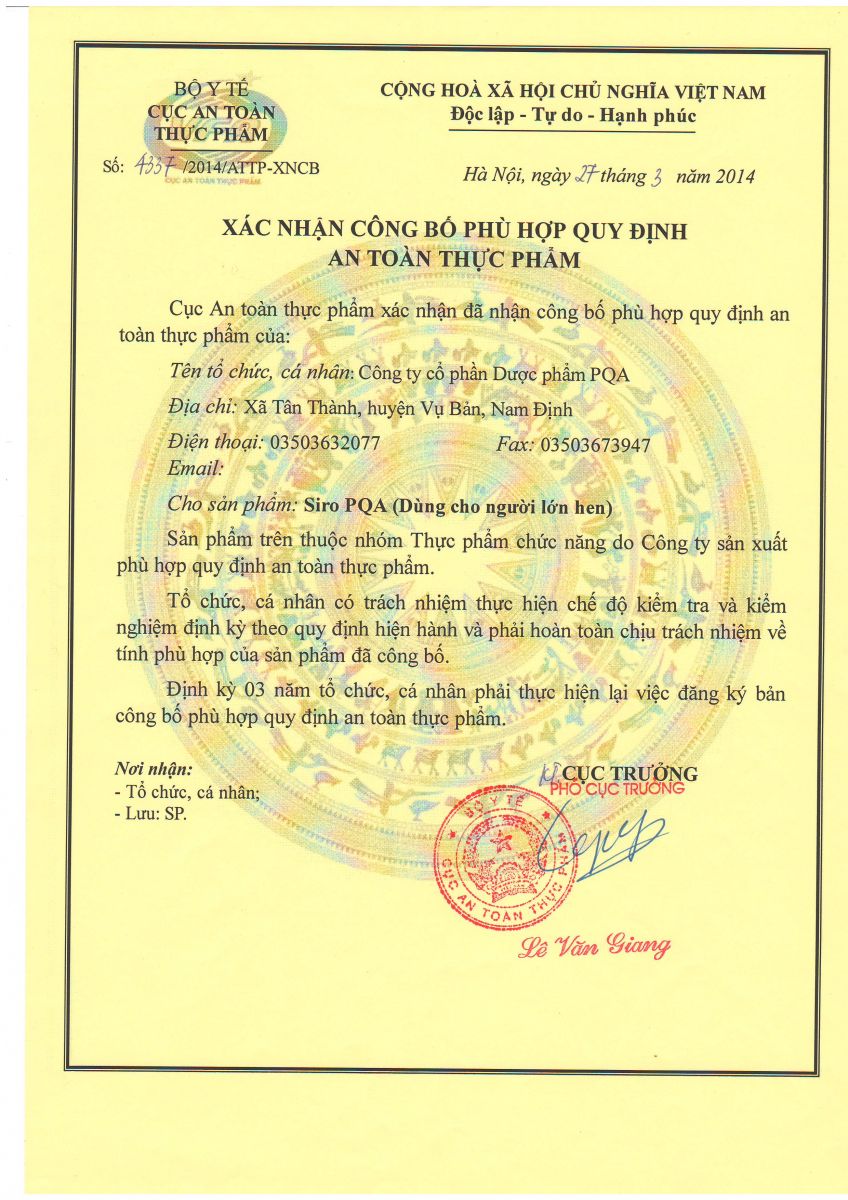 BỘ Y TẾ
CỤC AN TOÀN
THỰC PHẨM
Số: 4337 /2014/ATTP-XNCB
CỤC AN TOÀN THỰC PHẨM
CỘNG HOÀ XÃ HỘI CHỦ NGHĨA VIỆT NAM
Độc lập - Tự do - Hạnh phúc
Hà Nội, ngày 27 tháng 3 năm 2014
XÁC NHẬN CÔNG BỐ PHÙ HỢP QUY ĐỊNH
AN TOÀN THỰC PHẨM
Cục An toàn thực phẩm xác nhận đã nhận công bố phù hợp quy định an
toàn thực phẩm của:
Tên tổ chức, cá nhân: Công ty cổ phần Dược phẩm PQA
Địa chỉ: Xã Tân Thành, huyện Vụ Bản, Nam Định
Điện thoại: 03503632077 Fax: 03503673947
Email:
Cho sản phẩm: Siro PQA (Dùng cho người lớn hen)
Sản phẩm trên thuộc nhóm Thực phẩm chức năng do Công ty sản xuất
phù hợp quy định an toàn thực phẩm.
Tổ chức, cá nhân có trách nhiệm thực hiện chế độ kiểm tra và kiểm
nghiệm định kỳ theo quy định hiện hành và phải hoàn toàn chịu trách nhiệm về
tính phù hợp của sản phẩm đã công bố.
Định kỳ 03 năm tổ chức, cá nhân phải thực hiện lại việc đăng ký bản
công bố phù hợp quy định an toàn thực phẩm.
Nơi nhận:
- Tổ chức, cá nhân;
- Lưu: SP.
CỤC TRƯỞNG
PHÓ CỤC TRƯỞNG
BỘ Y TẾ
CỤC AN TOÀN THỰC PHẨM
Lê Văn Giang